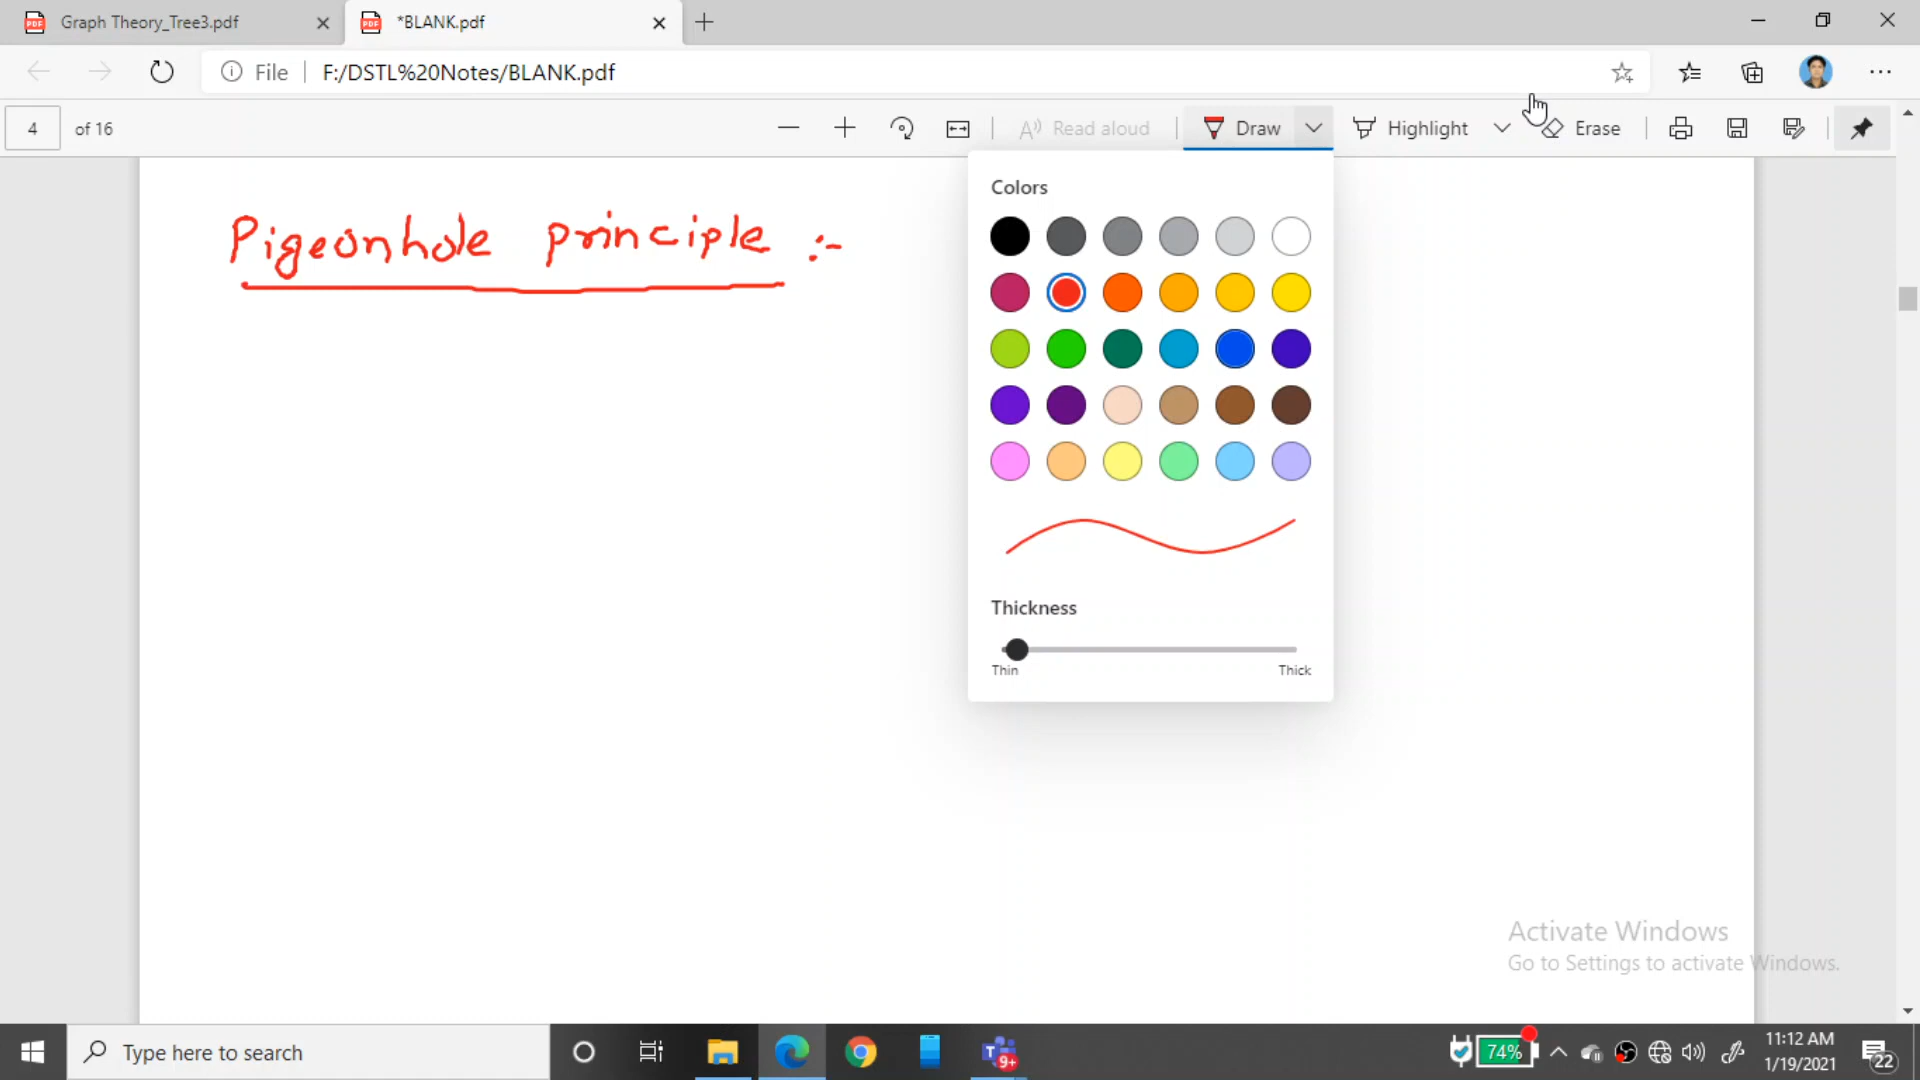 Graph Theory_Tree3.pdf
*BLANK.pdf
File
F:/DSTL%20Notes/BLANK.pdf
4 of 16
Read aloud
Draw
Highlight
Erase
Pigeonhole principle :-
Colors
Thickness
Thin Thick
Activate Windows
Go to Settings to activate Windows.
Type here to search
9+
74%
11:12 AM
1/19/2021
22